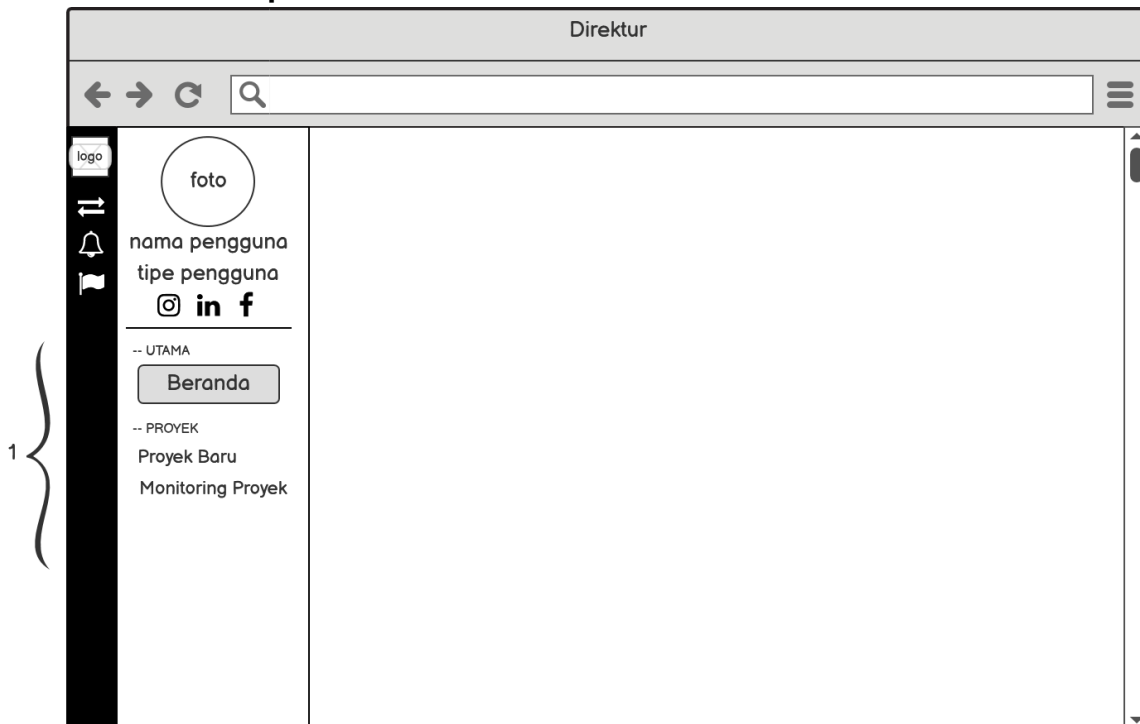 Direktur
logo
foto
nama pengguna
tipe pengguna
-- UTAMA
Beranda
-- PROYEK
1
Proyek Baru
Monitoring Proyek